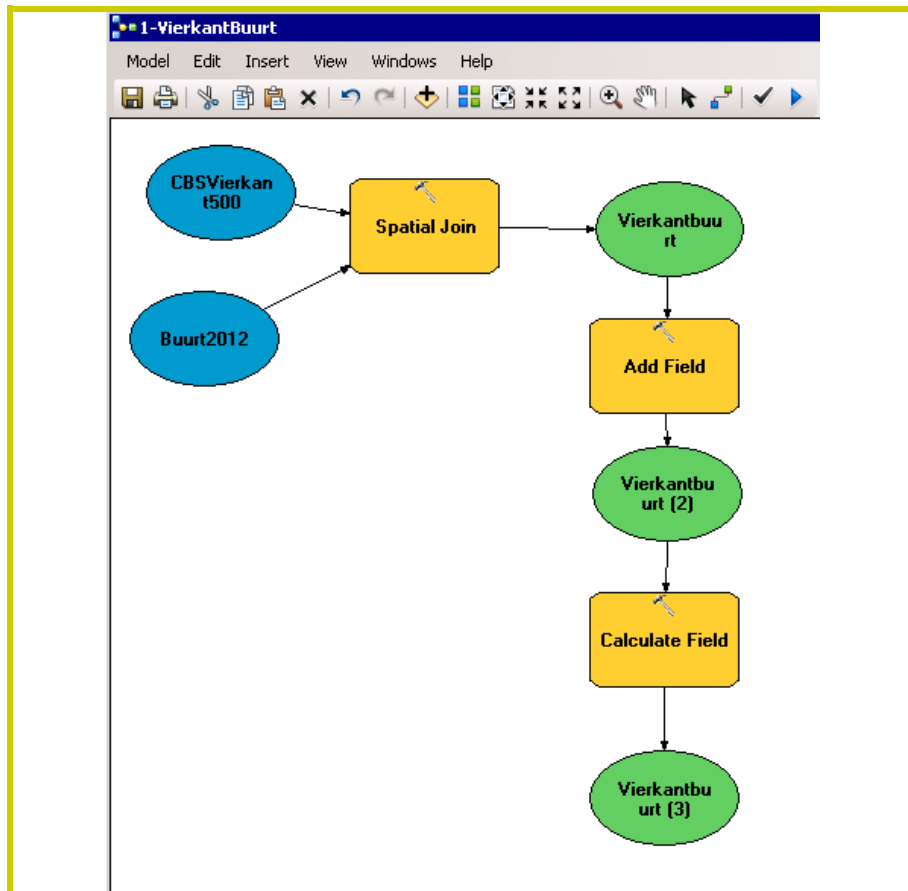 1-VierkantBuurt
Model Edit Insert View Windows Help
CBSVierkan
t500
Spatial Join
Vierkantbuu
rt
Buurt2012
Add Field
Vierkantbu
urt (2)
Calculate Field
Vierkantbu
urt (3)